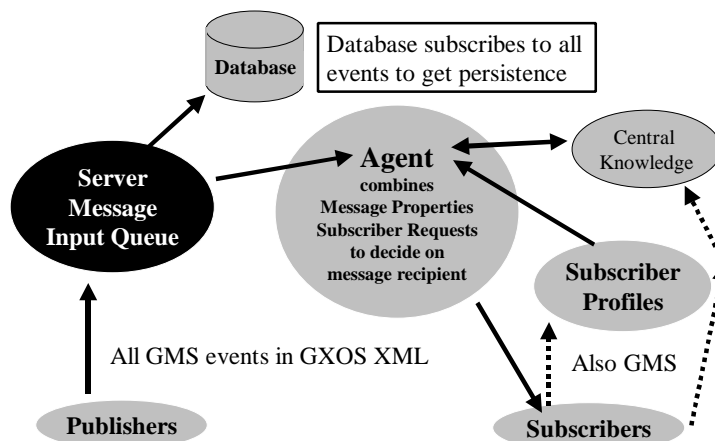 Database
Database subscribes to all
events to get persistence
Server
Message
Input Queue
Agent
combines
Message Properties
Subscriber Requests
to decide on
message recipient
Central
Knowledge
Subscriber
Profiles
All GMS events in GXOS XML
Also GMS
Publishers
Subscribers